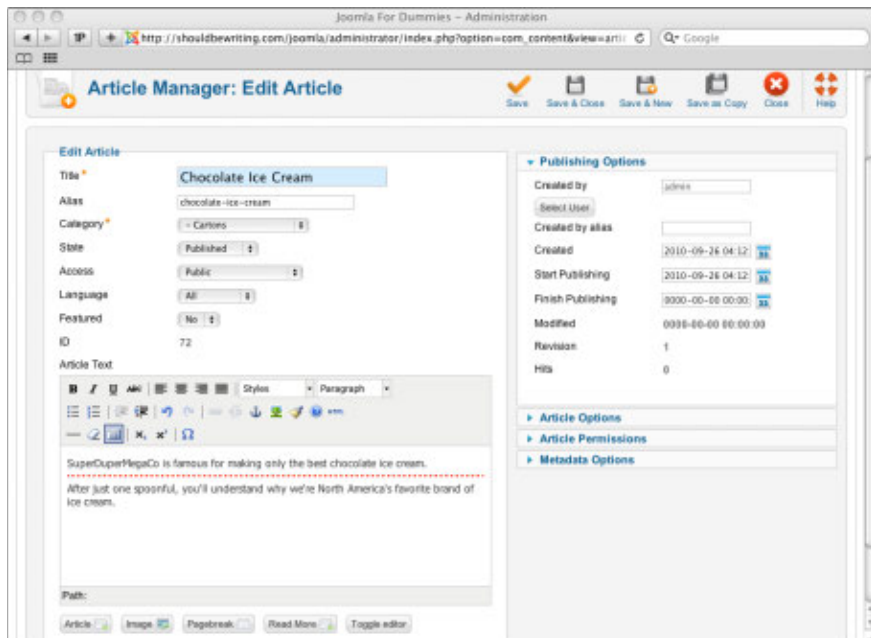 Joomla For Dummies – Administration
http://shouldbewriting.com/joomla/administrator/index.php?option=com_content&view=arti
Google
Article Manager: Edit Article
Save
Save & Close
Save & New
Save as Copy
Close
Help
Edit Article
Title *
Chocolate Ice Cream
Alias
chocolate-ice-cream
Category *
- Cartons
State
Published
Access
Public
Language
All
Featured
No
ID
72
Article Text
B I U ABC
Styles
Paragraph
HTML
SuperDuperMegaCo is famous for making only the best chocolate ice cream.
After just one spoonful, you'll understand why we're North America's favorite brand of
ice cream.
Path:
Article
Image
Pagebreak
Read More
Toggle editor
Publishing Options
Created by
admin
Select User
Created by alias
Created
2010-09-26 04:12
Start Publishing
2010-09-26 04:12
Finish Publishing
0000-00-00 00:00
Modified
0000-00-00 00:00:00
Revision
1
Hits
0
Article Options
Article Permissions
Metadata Options